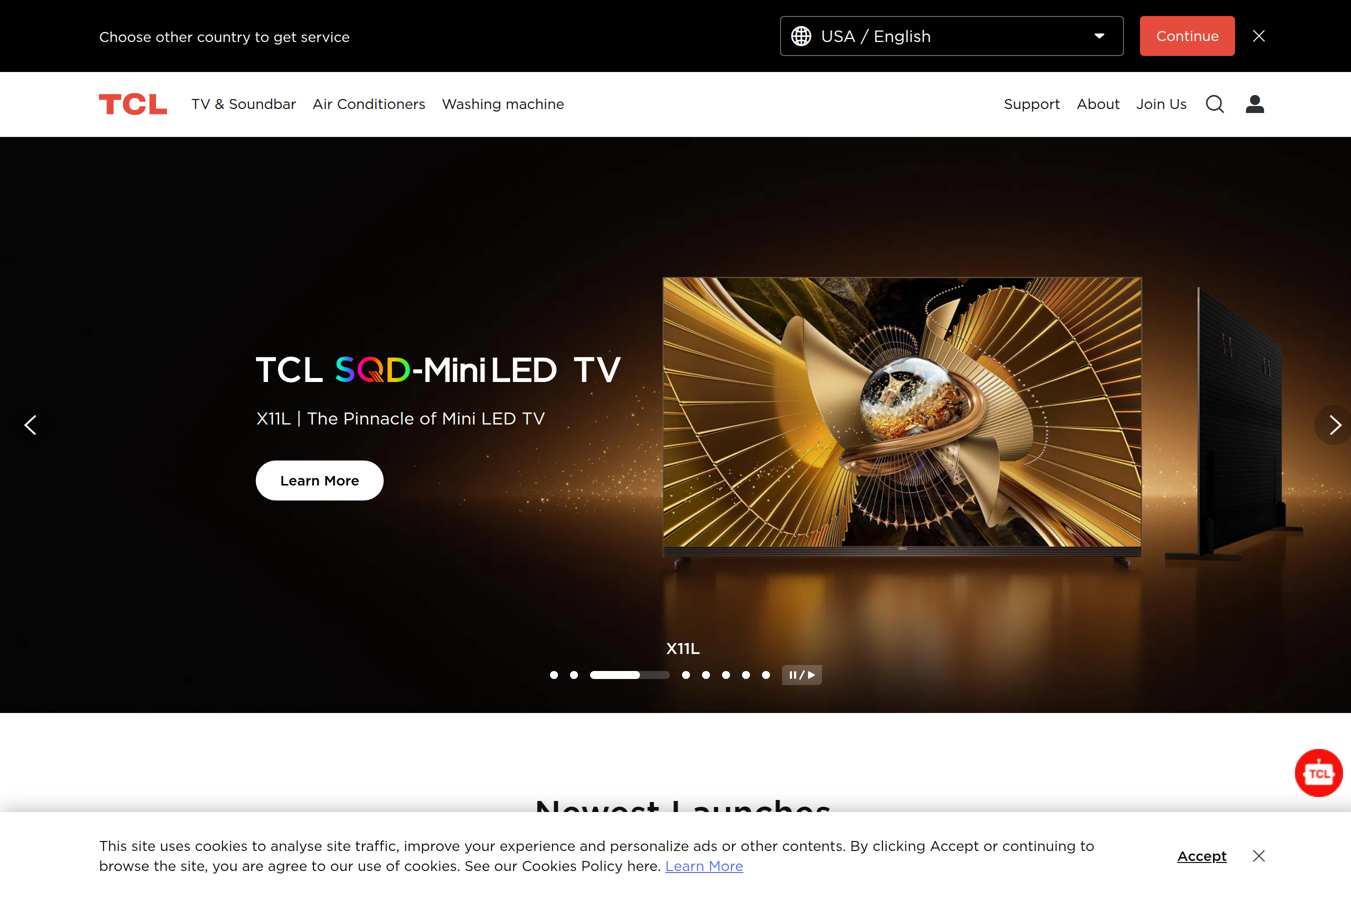 Choose other country to get service
USA / English
Continue
TCL
TV & Soundbar
Air Conditioners
Washing machine
Support
About
Join Us
TCL SQD-Mini LED TV
X11L | The Pinnacle of Mini LED TV
Learn More
X11L
TCL
Newest Launches
This site uses cookies to analyse site traffic, improve your experience and personalize ads or other contents. By clicking Accept or continuing to
browse the site, you are agree to our use of cookies. See our Cookies Policy here. Learn More
Accept